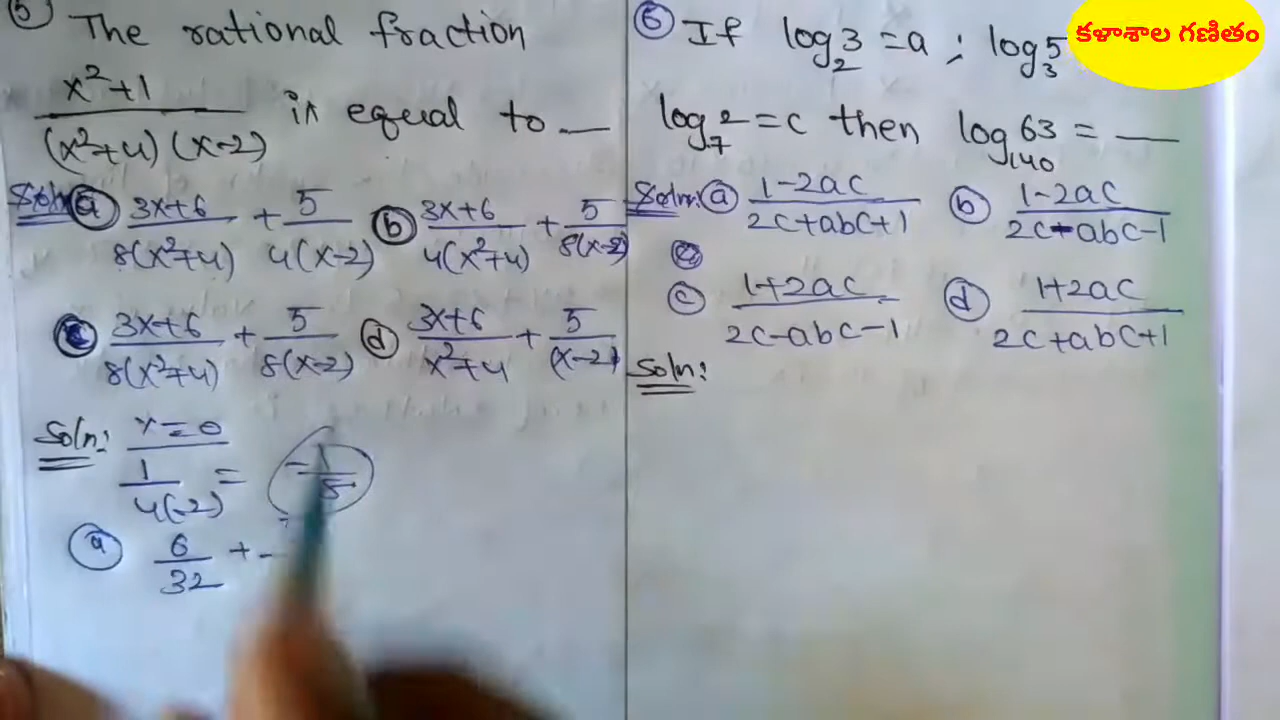 5) The rational fraction
x²+1 / (x²+4)(x-2) is equal to __
Soln: a) 3x+6 / 8(x²+4) + 5 / 4(x-2) b) 3x+6 / 4(x²+4) + 5 / 8(x-2)
c) 3x+6 / 8(x²+4) + 5 / 8(x-2) d) 3x+6 / x²+4 + 5 / (x-2)
Soln: x=0
1 / 4(-2) = -1/8
a) 6/32 + -
6) If log₂3 = a ; log₃5
log₇2 = c then log₁₄₀63 = __
Soln: a) 1-2ac / 2c+abc+1 b) 1-2ac / 2c-abc-1
c) 1+2ac / 2c-abc-1 d) 1+2ac / 2c+abc+1
Soln:
కళాశాల గణితం